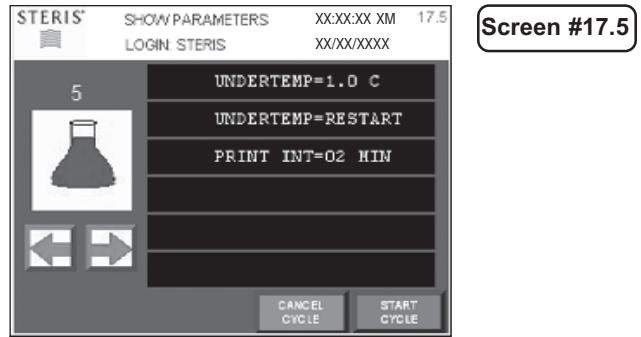 STERIS SHOW PARAMETERS XX:XX:XX XM 17.5
LOGIN: STERIS XX/XX/XXXX
5
UNDERTEMP=1.0 C
UNDERTEMP=RESTART
PRINT INT=02 MIN
CANCEL CYCLE
START CYCLE
Screen #17.5